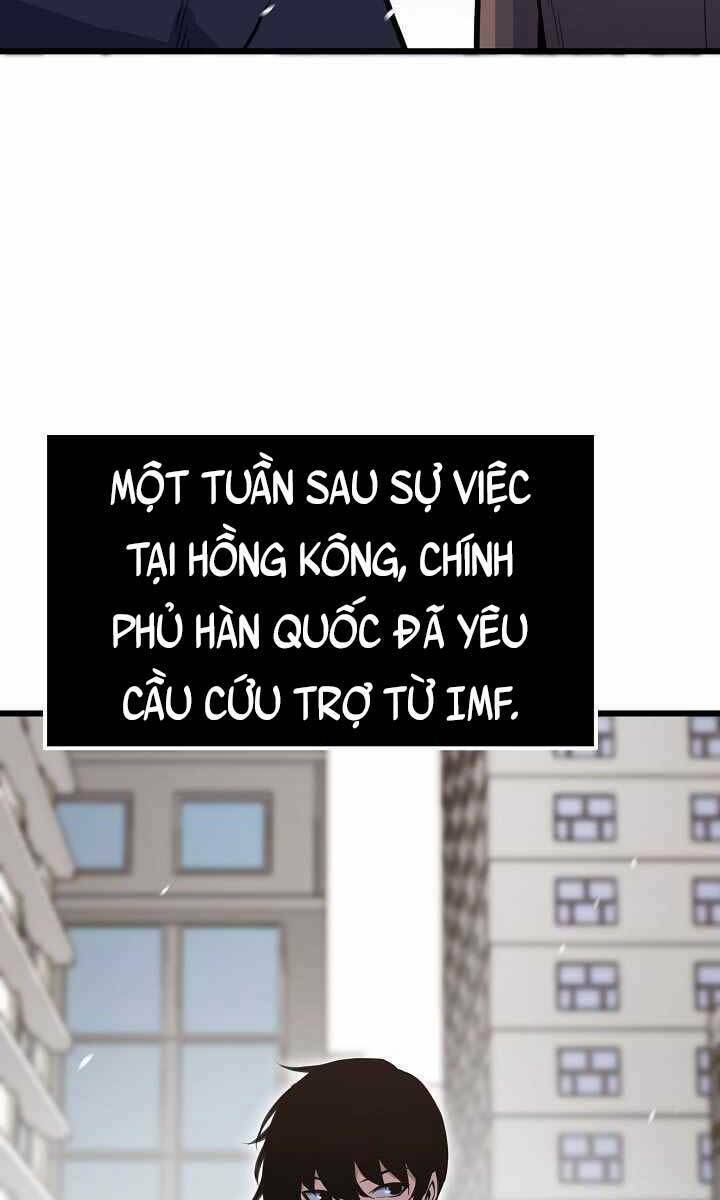 MỘT TUẦN SAU SỰ VIỆC
TẠI HỒNG KÔNG, CHÍNH
PHỦ HÀN QUỐC ĐÃ YÊU
CẦU CỨU TRỢ TỪ IMF.